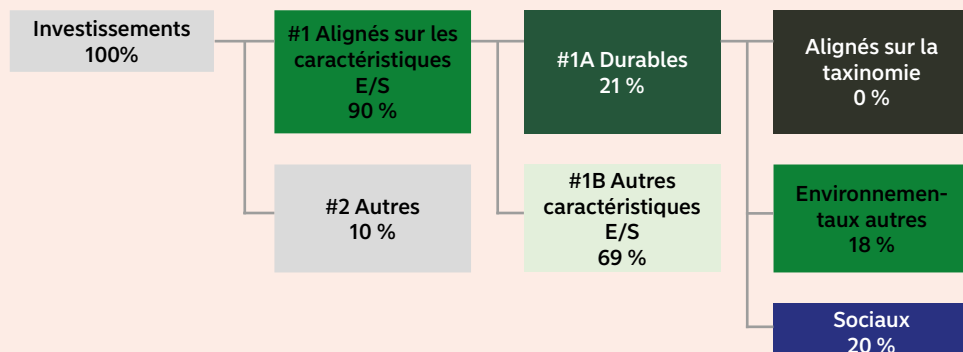 Investissements
100%
#1 Alignés sur les
caractéristiques
E/S
90 %
#1A Durables
21 %
Alignés sur la
taxinomie
0 %
#2 Autres
10 %
#1B Autres
caractéristiques
E/S
69 %
Environnemen-
taux autres
18 %
Sociaux
20 %